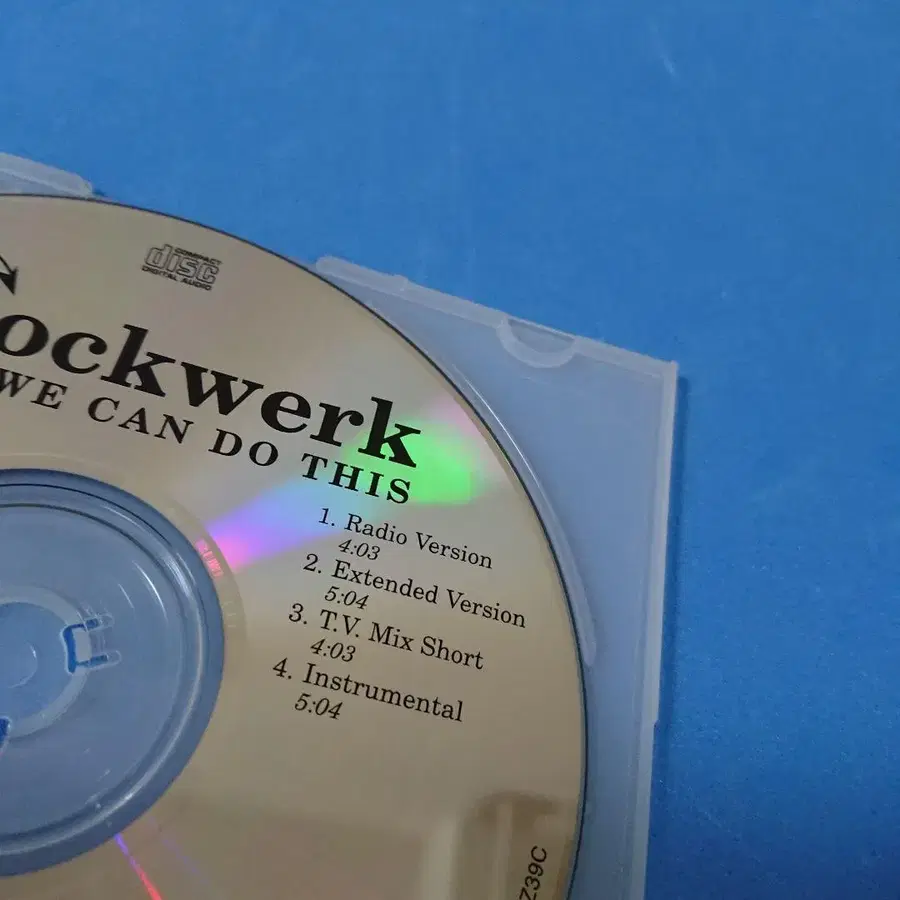 COMPACT
disc
DIGITAL AUDIO
ockwerk
WE CAN DO THIS
1. Radio Version
4:03
2. Extended Version
5:04
3. T.V. Mix Short
4:03
4. Instrumental
5:04
Z39C